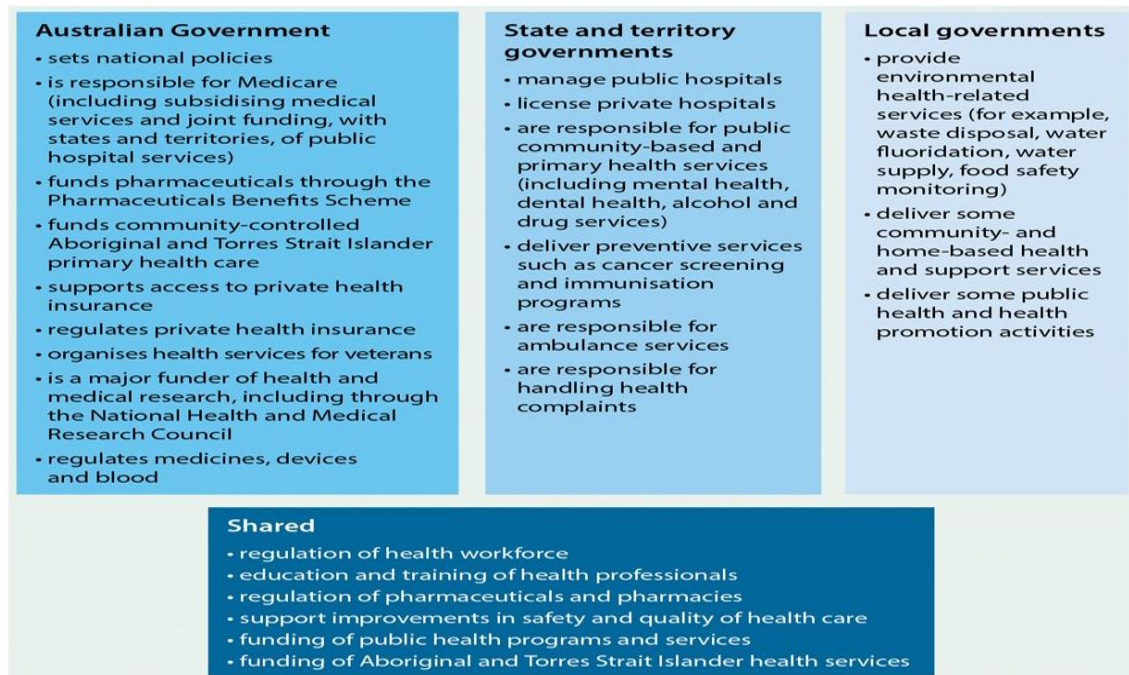 Australian Government
• sets national policies
• is responsible for Medicare
(including subsidising medical
services and joint funding, with
states and territories, of public
hospital services)
• funds pharmaceuticals through the
Pharmaceuticals Benefits Scheme
• funds community-controlled
Aboriginal and Torres Strait Islander
primary health care
• supports access to private health
insurance
• regulates private health insurance
• organises health services for veterans
• is a major funder of health and
medical research, including through
the National Health and Medical
Research Council
• regulates medicines, devices
and blood
State and territory
governments
• manage public hospitals
• license private hospitals
• are responsible for public
community-based and
primary health services
(including mental health,
dental health, alcohol and
drug services)
• deliver preventive services
such as cancer screening
and immunisation
programs
• are responsible for
ambulance services
• are responsible for
handling health
complaints
Local governments
• provide
environmental
health-related
services (for example,
waste disposal, water
fluoridation, water
supply, food safety
monitoring)
• deliver some
community- and
home-based health
and support services
• deliver some public
health and health
promotion activities
Shared
• regulation of health workforce
• education and training of health professionals
• regulation of pharmaceuticals and pharmacies
• support improvements in safety and quality of health care
• funding of public health programs and services
• funding of Aboriginal and Torres Strait Islander health services